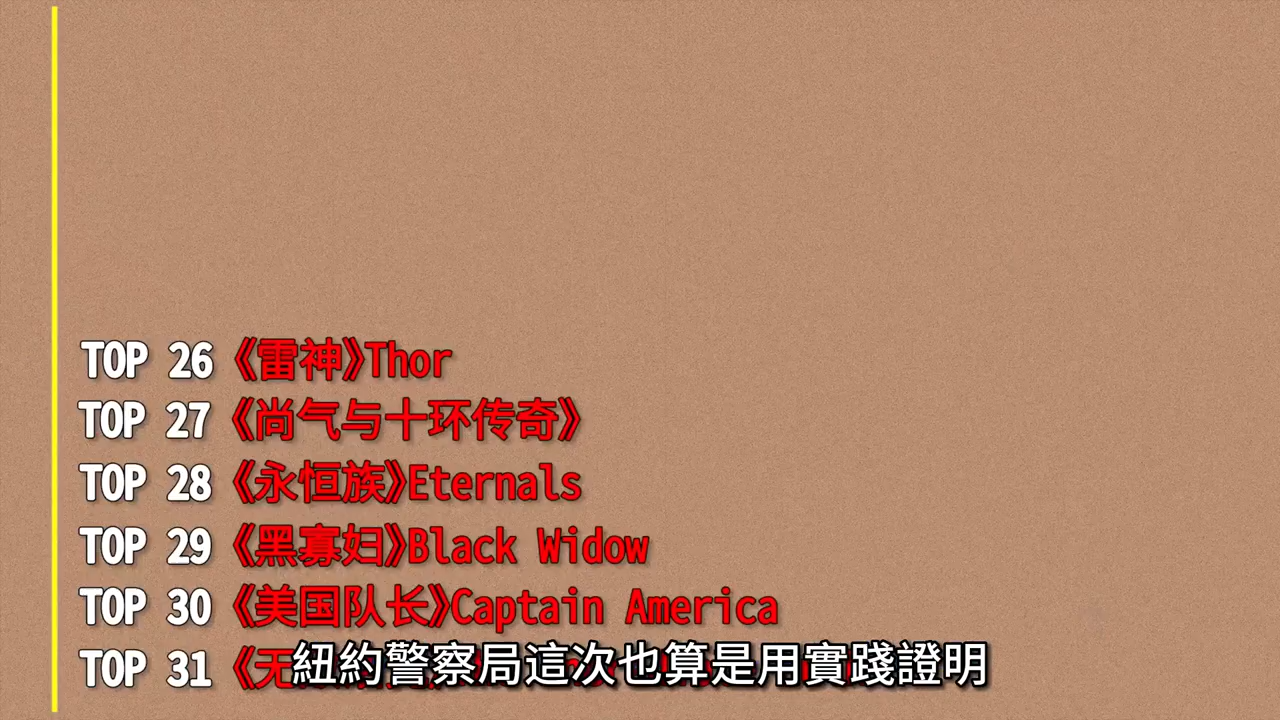 TOP 26 《雷神》Thor
TOP 27 《尚气与十环传奇》
TOP 28 《永恒族》Eternals
TOP 29 《黑寡妇》Black Widow
TOP 30 《美国队长》Captain America
TOP 31 《无
紐約警察局這次也算是用實踐證明